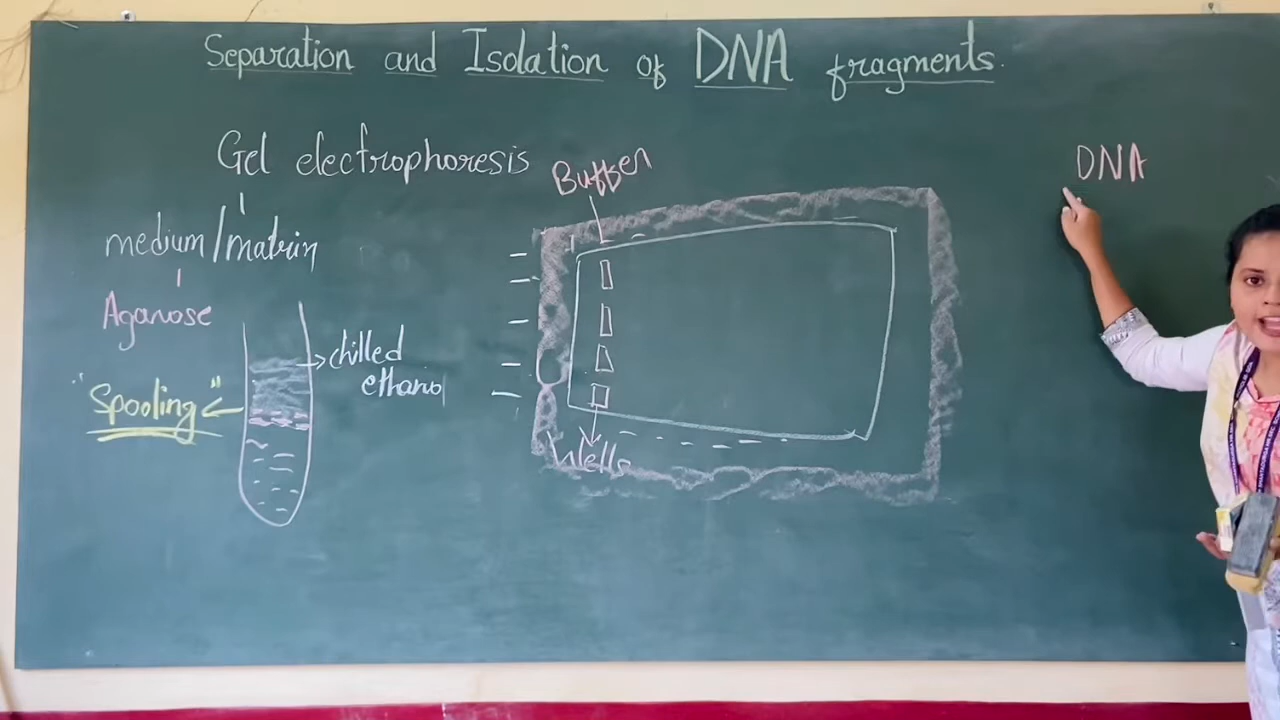 Separation and Isolation of DNA fragments.
Gel electrophoresis
medium/matrix
Agarose
"Spooling"
chilled
ethanol
Buffer
Wells
DNA